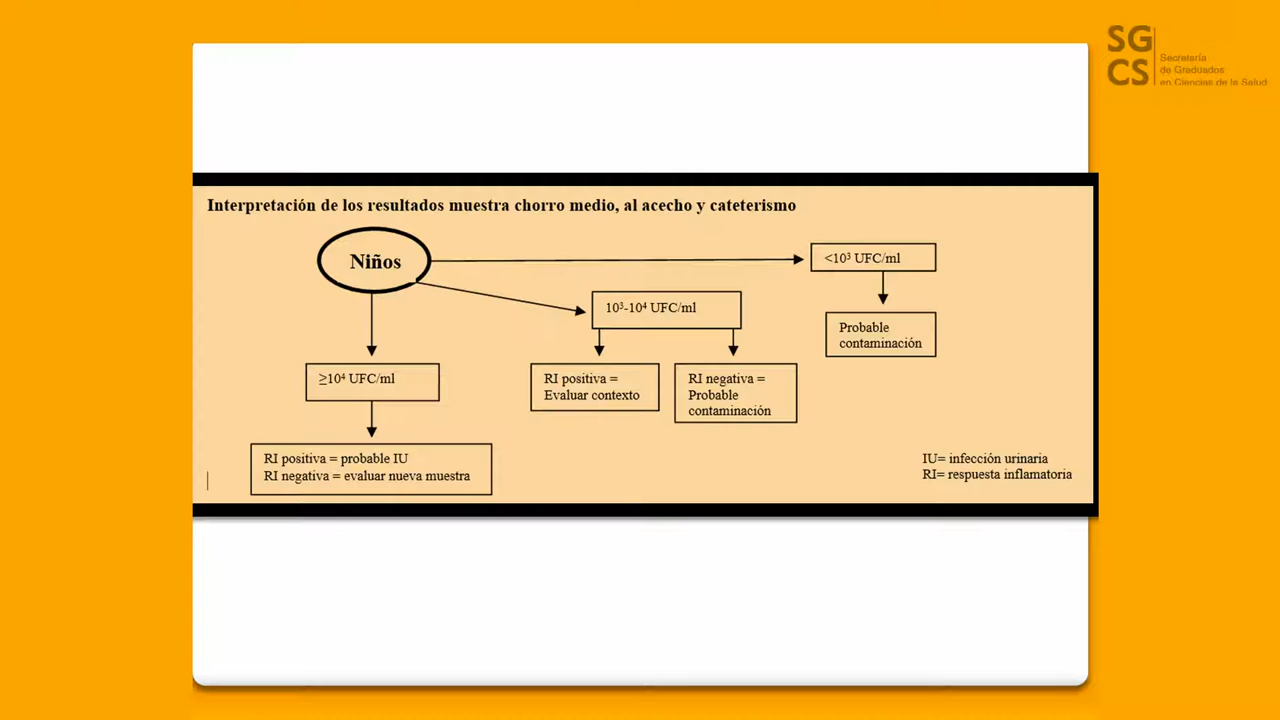 SG
CS
Secretaría
de Graduados
en Ciencias de la Salud
Interpretación de los resultados muestra chorro medio, al acecho y cateterismo
Niños
<10³ UFC/ml
Probable
contaminación
10³-10⁴ UFC/ml
RI positiva =
Evaluar contexto
RI negativa =
Probable
contaminación
≥10⁴ UFC/ml
RI positiva = probable IU
RI negativa = evaluar nueva muestra
IU= infección urinaria
RI= respuesta inflamatoria